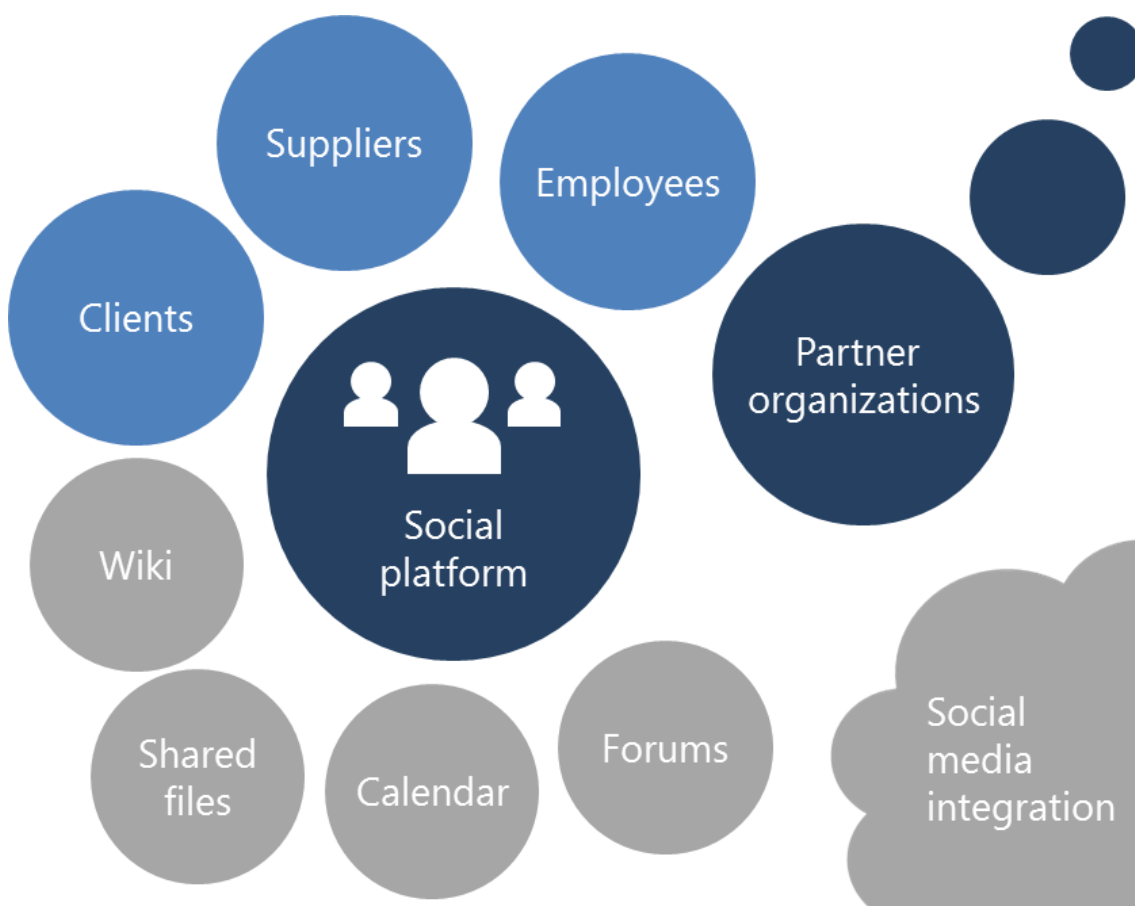 Suppliers
Employees
Clients
Partner
organizations
Social
platform
Wiki
Shared
files
Calendar
Forums
Social
media
integration